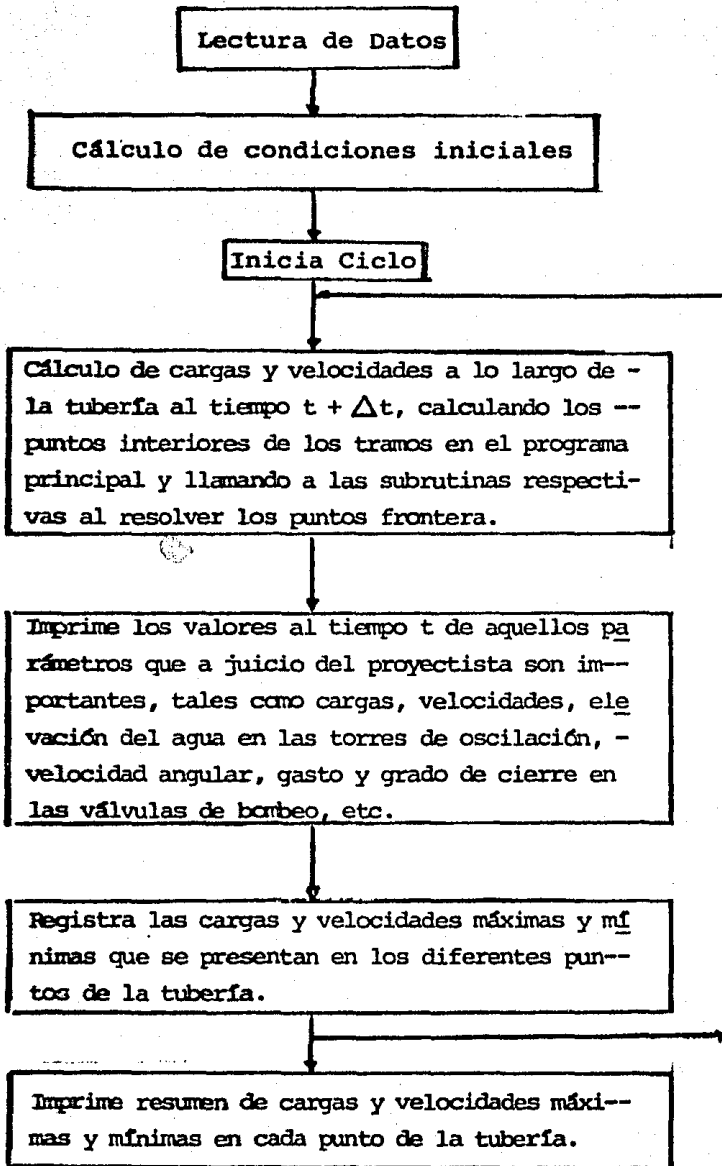 Lectura de Datos
Cálculo de condiciones iniciales
Inicia Ciclo
Cálculo de cargas y velocidades a lo largo de -
la tubería al tiempo t + Δt, calculando los --
puntos interiores de los tramos en el programa
principal y llamando a las subrutinas respecti-
vas al resolver los puntos frontera.
Imprime los valores al tiempo t de aquellos pa
rámetros que a juicio del proyectista son im--
portantes, tales como cargas, velocidades, ele
vación del agua en las torres de oscilación, -
velocidad angular, gasto y grado de cierre en
las válvulas de bombeo, etc.
Registra las cargas y velocidades máximas y mí
nimas que se presentan en los diferentes pun--
tos de la tubería.
Imprime resumen de cargas y velocidades máxi--
mas y mínimas en cada punto de la tubería.